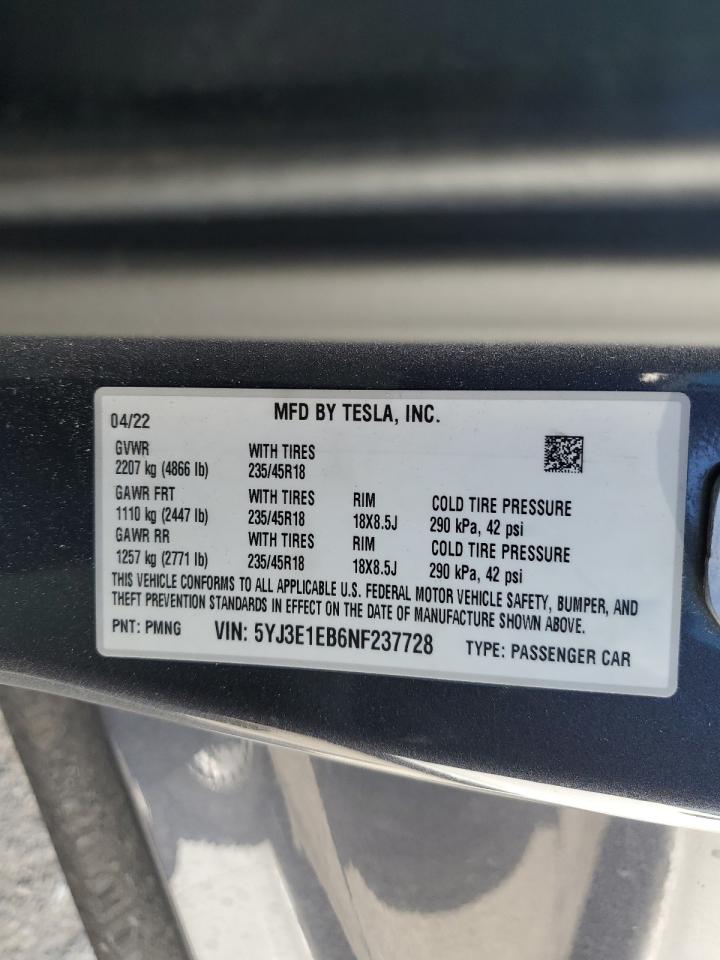 04/22 MFD BY TESLA, INC.
GVWR WITH TIRES
2207 kg (4866 lb) 235/45R18
GAWR FRT WITH TIRES RIM COLD TIRE PRESSURE
1110 kg (2447 lb) 235/45R18 18X8.5J 290 kPa, 42 psi
GAWR RR WITH TIRES RIM COLD TIRE PRESSURE
1257 kg (2771 lb) 235/45R18 18X8.5J 290 kPa, 42 psi
THIS VEHICLE CONFORMS TO ALL APPLICABLE U.S. FEDERAL MOTOR VEHICLE SAFETY, BUMPER, AND
THEFT PREVENTION STANDARDS IN EFFECT ON THE DATE OF MANUFACTURE SHOWN ABOVE.
PNT: PMNG VIN: 5YJ3E1EB6NF237728 TYPE: PASSENGER CAR